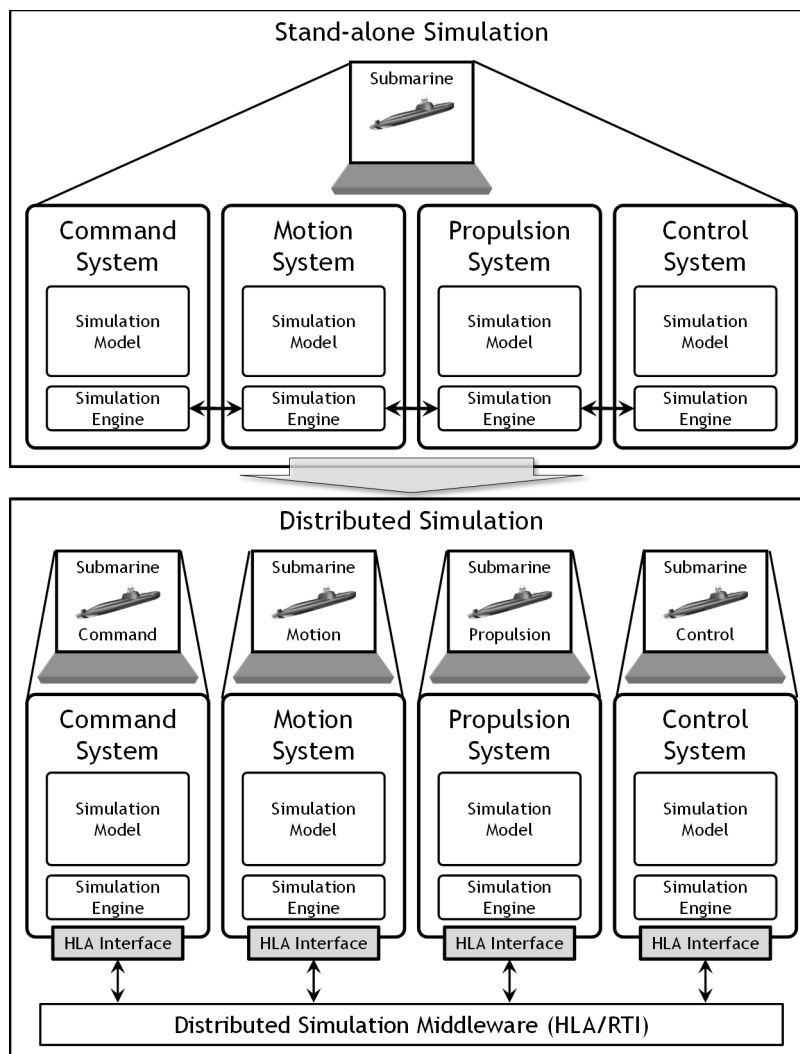 Stand-alone Simulation
Submarine
Command
System
Simulation
Model
Simulation
Engine
Motion
System
Simulation
Model
Simulation
Engine
Propulsion
System
Simulation
Model
Simulation
Engine
Control
System
Simulation
Model
Simulation
Engine
Distributed Simulation
Submarine
Command
Submarine
Motion
Submarine
Propulsion
Submarine
Control
Command
System
Simulation
Model
Simulation
Engine
HLA Interface
Motion
System
Simulation
Model
Simulation
Engine
HLA Interface
Propulsion
System
Simulation
Model
Simulation
Engine
HLA Interface
Control
System
Simulation
Model
Simulation
Engine
HLA Interface
Distributed Simulation Middleware (HLA/RTI)